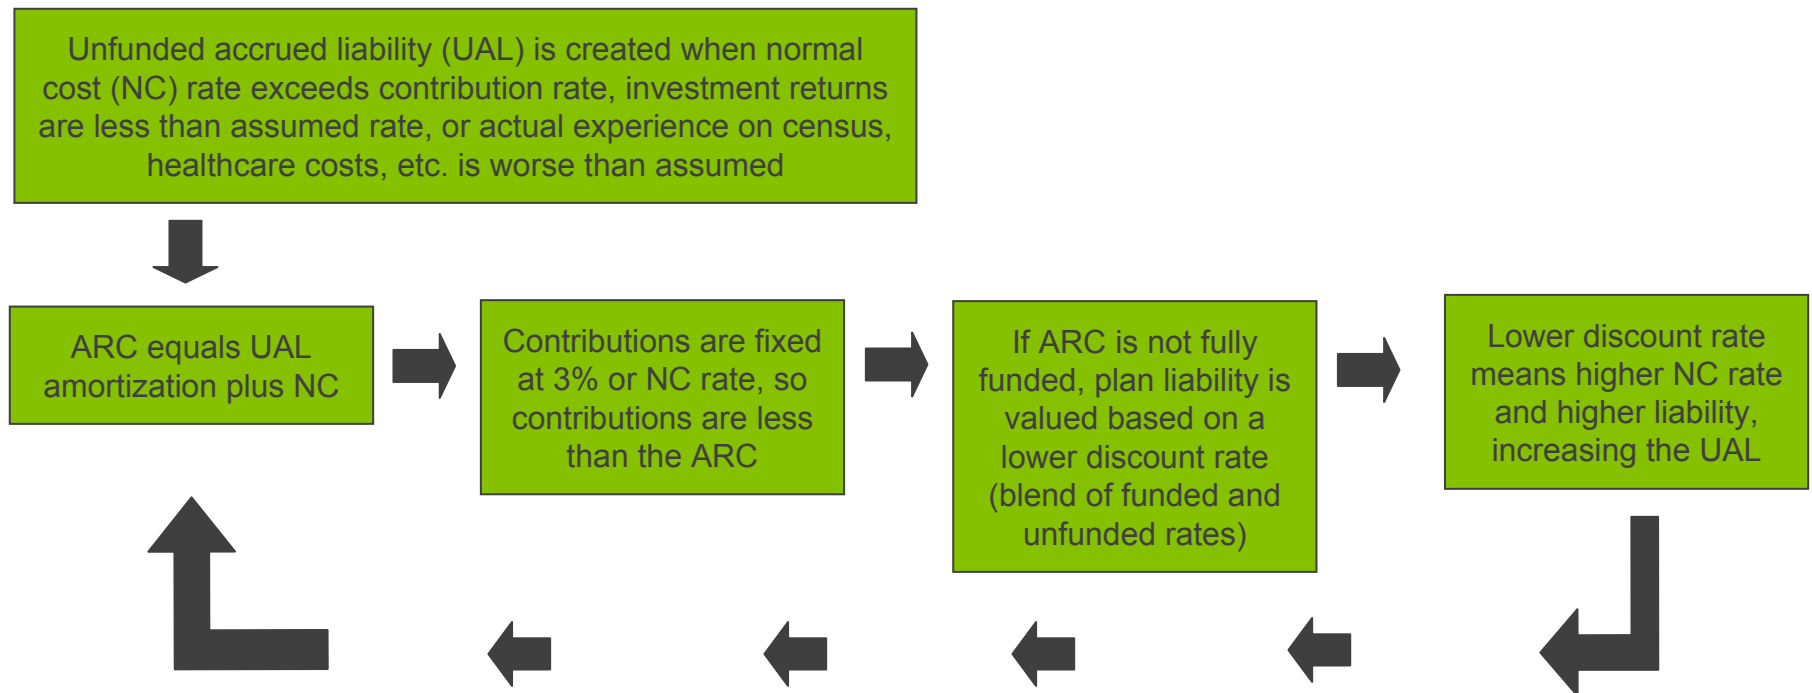 Unfunded accrued liability (UAL) is created when normal
cost (NC) rate exceeds contribution rate, investment returns
are less than assumed rate, or actual experience on census,
healthcare costs, etc. is worse than assumed
ARC equals UAL
amortization plus NC
Contributions are fixed
at 3% or NC rate, so
contributions are less
than the ARC
If ARC is not fully
funded, plan liability is
valued based on a
lower discount rate
(blend of funded and
unfunded rates)
Lower discount rate
means higher NC rate
and higher liability,
increasing the UAL